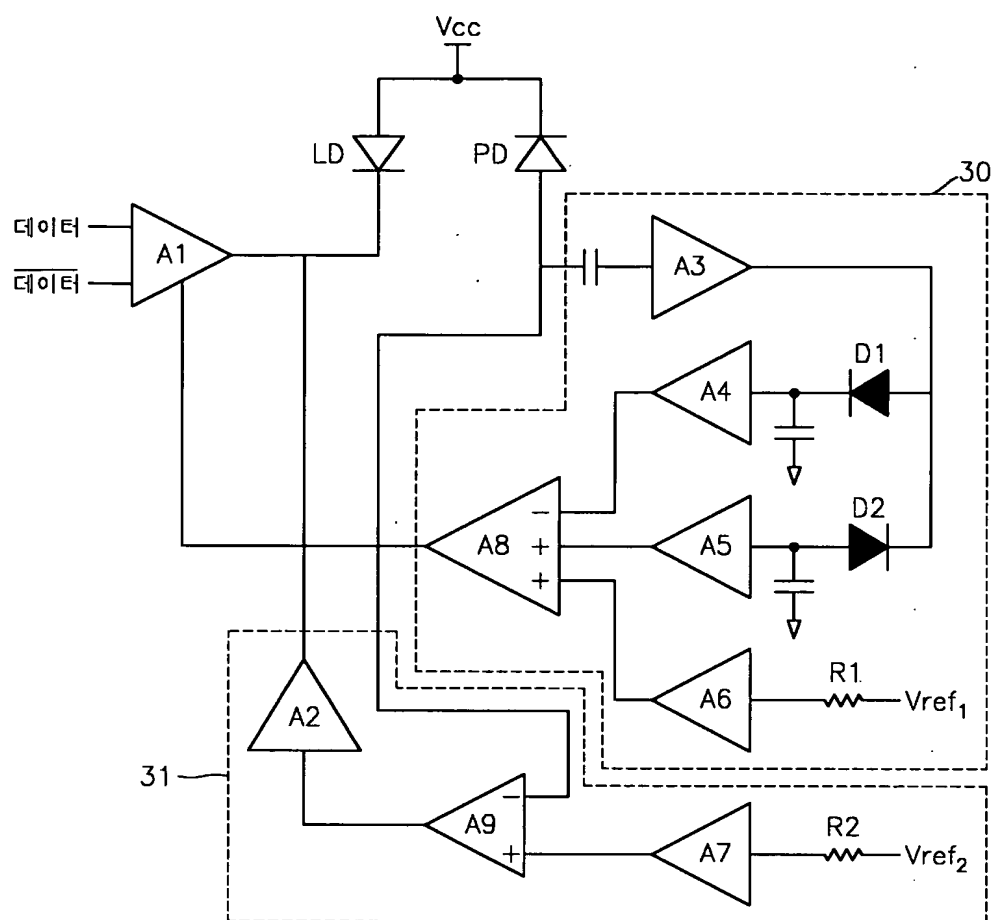 Vcc
LD
PD
30
데이터
A1
데이터
A3
D1
A4
D2
A8
A5
-
+
+
R1
A6
Vref1
A2
31
A9
-
+
R2
A7
Vref2